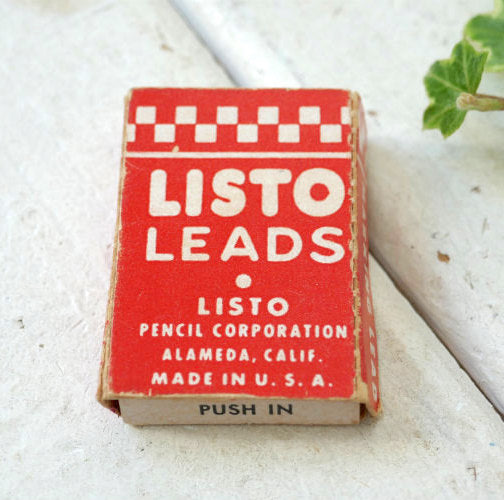 LISTO
LEADS
•
LISTO
PENCIL CORPORATION
ALAMEDA, CALIF.
MADE IN U. S. A.
PUSH IN